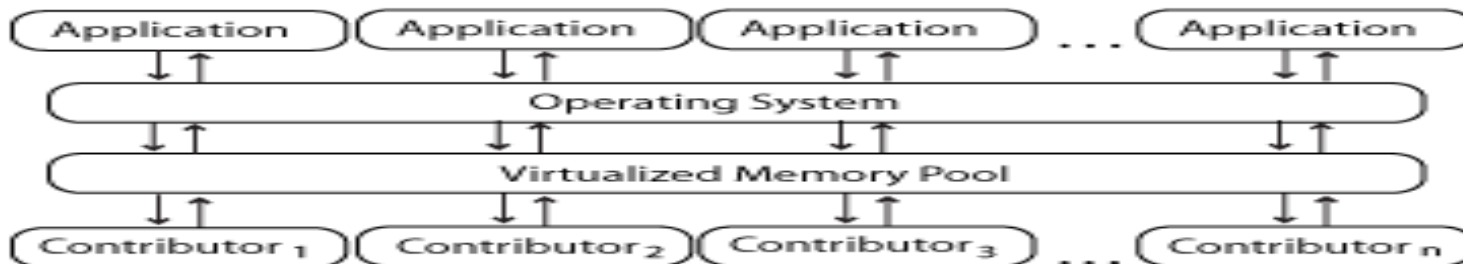 Application Application Application ... Application
Operating System
Virtualized Memory Pool
Contributor 1 Contributor 2 Contributor 3 ... Contributor n